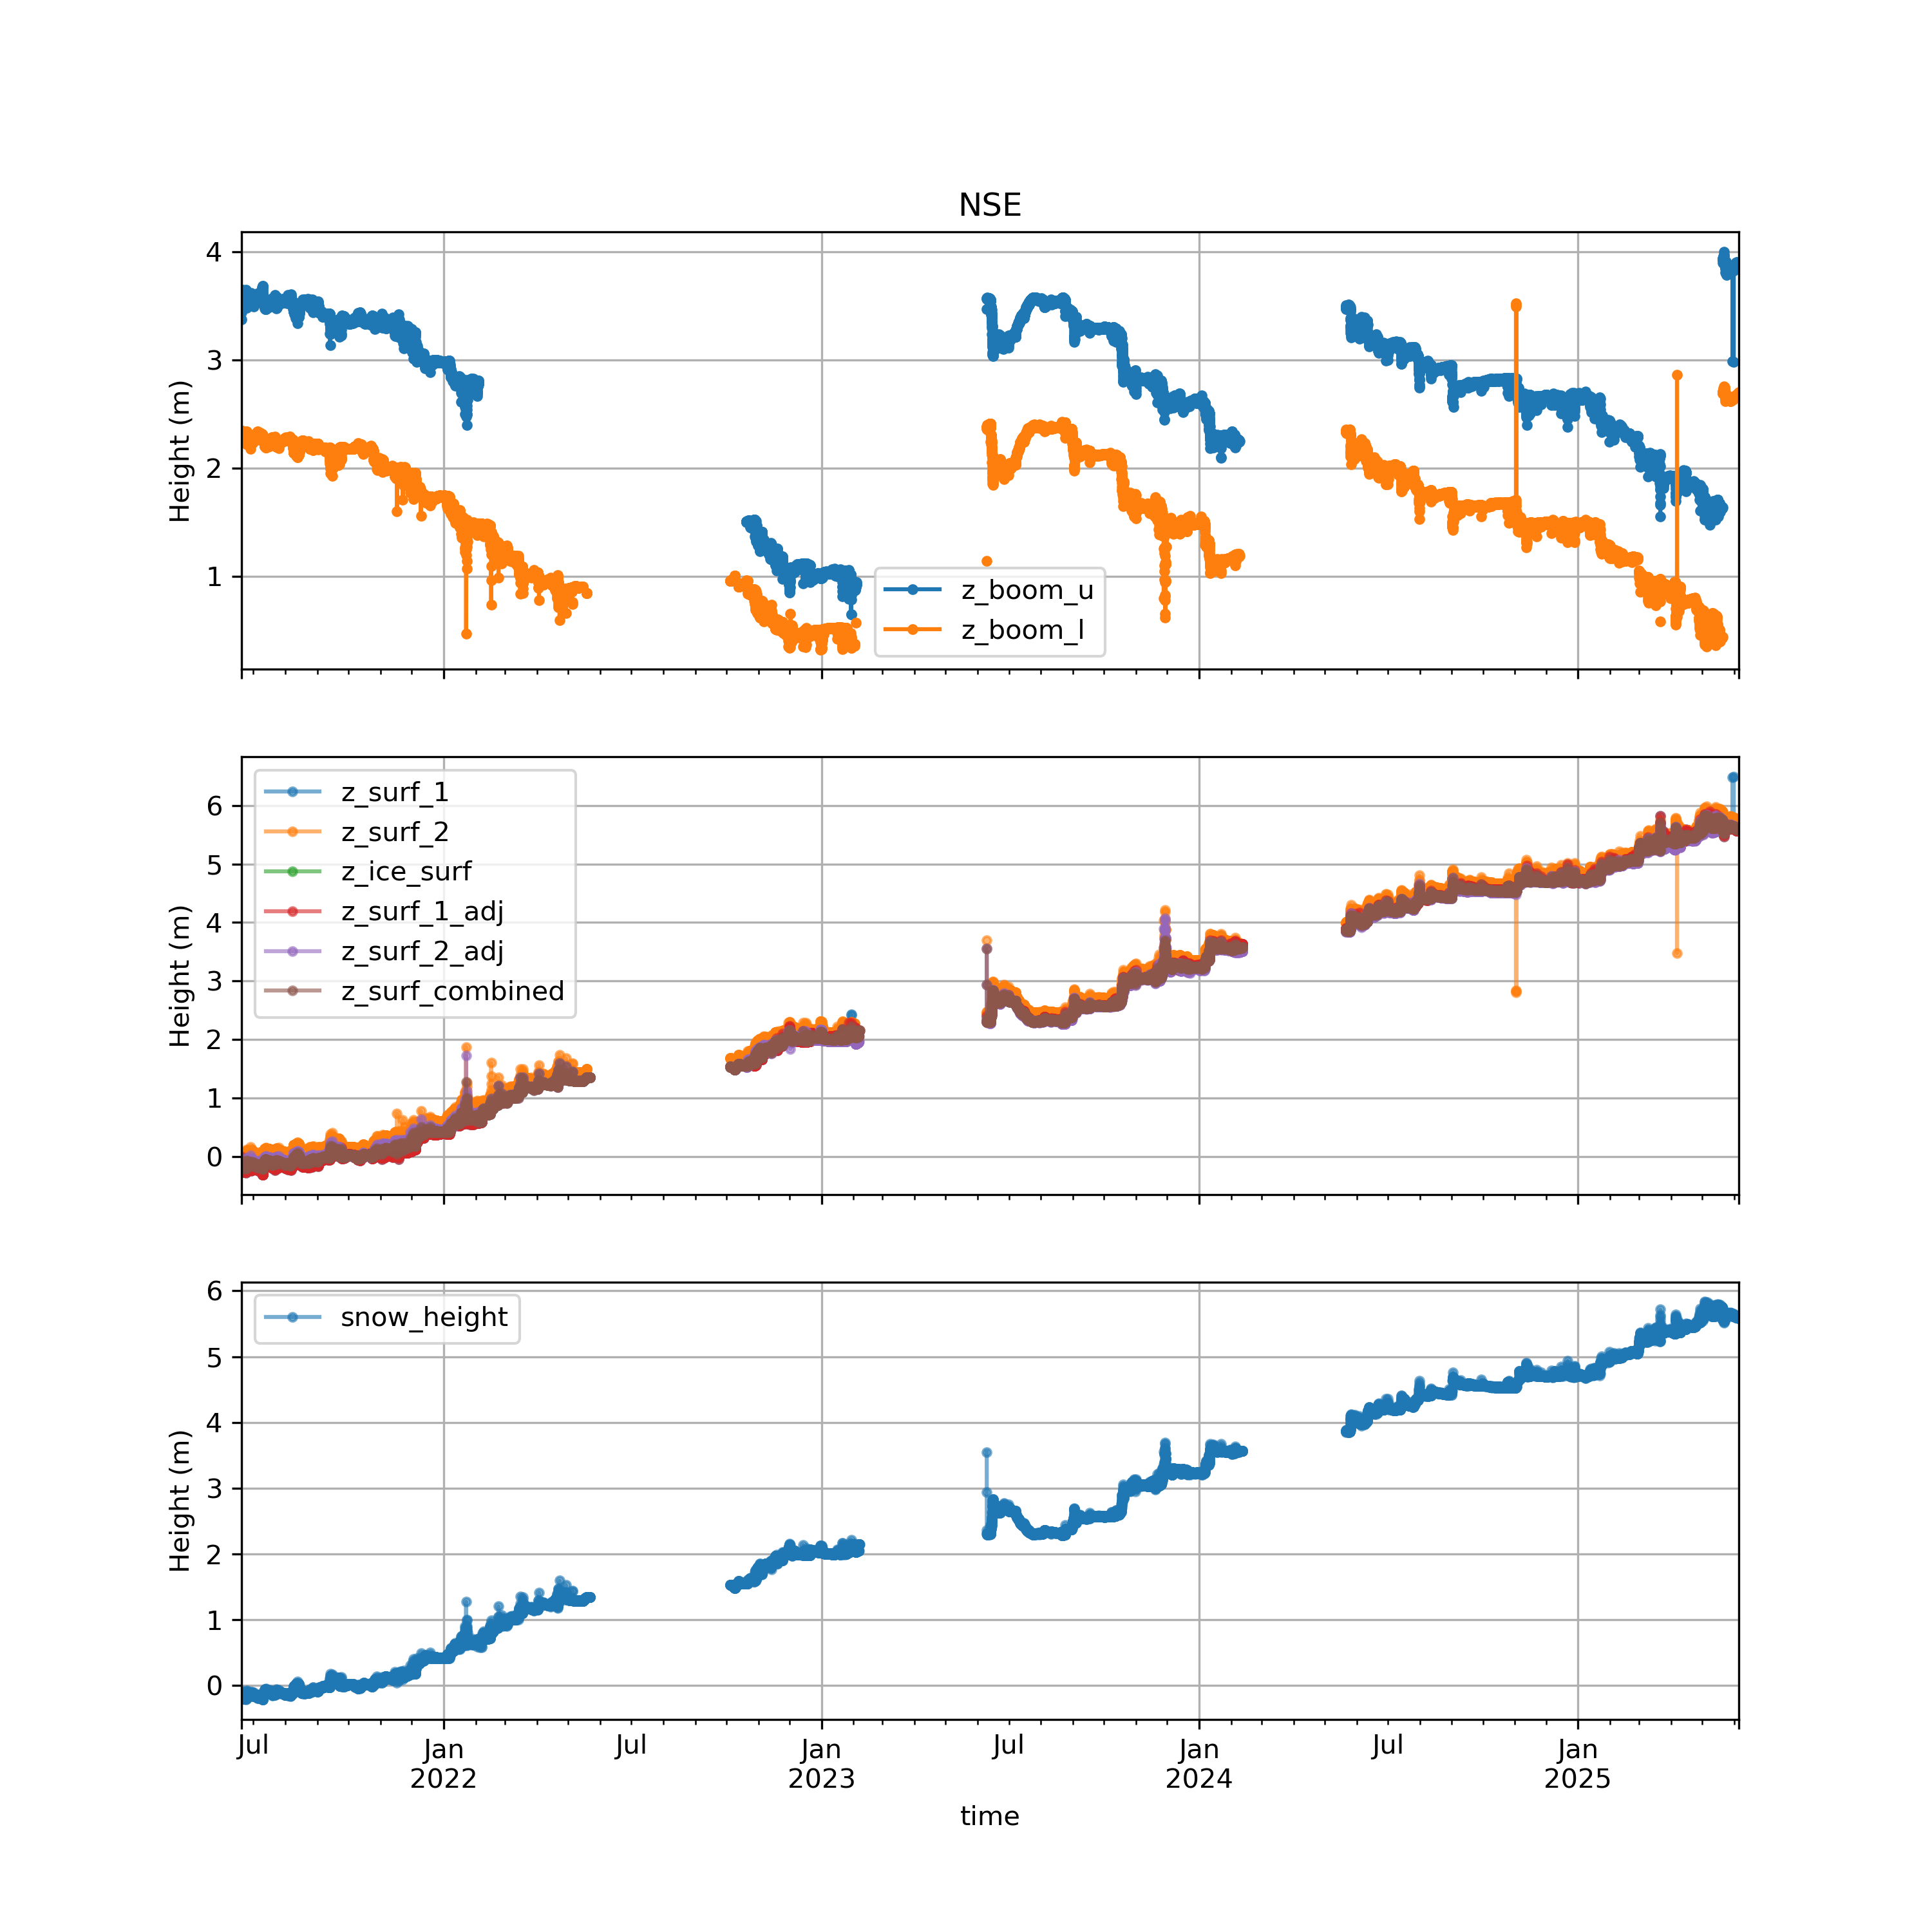 NSE
4
3
2
1
Height (m)
z_boom_u
z_boom_l
6
5
4
3
2
1
0
Height (m)
z_surf_1
z_surf_2
z_ice_surf
z_surf_1_adj
z_surf_2_adj
z_surf_combined
6
5
4
3
2
1
0
Height (m)
snow_height
Jul Jan Jul Jan Jul Jan Jul Jan
2022 2023 2024 2025
time